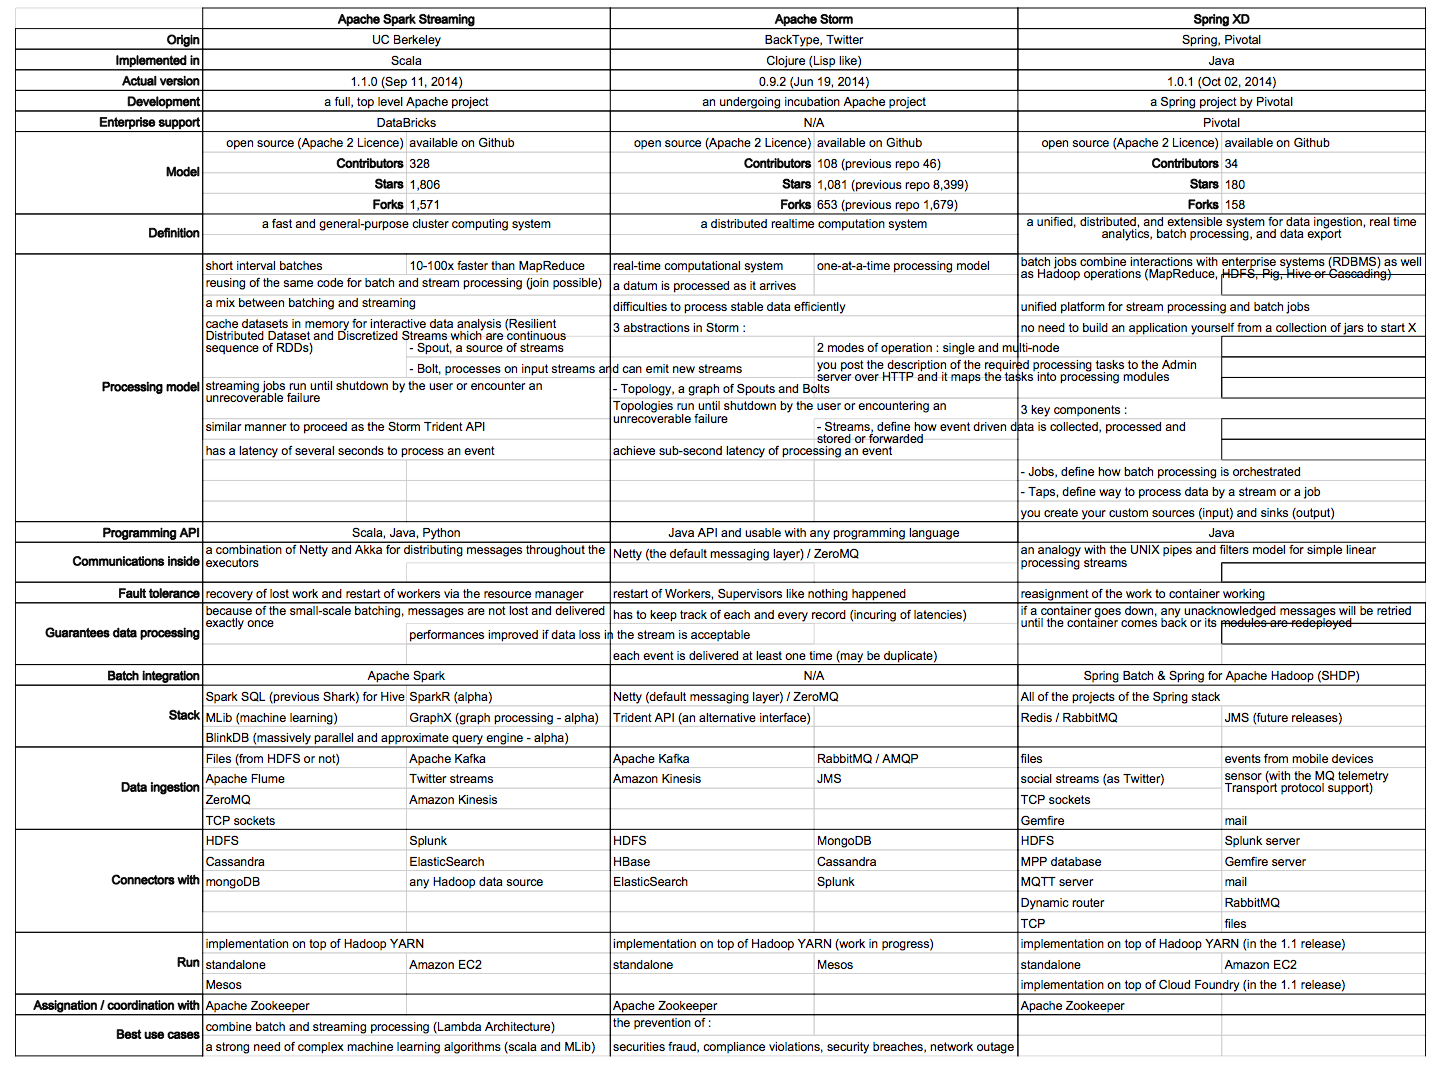 Apache Spark Streaming Apache Storm Spring XD
Origin UC Berkeley BackType, Twitter Spring, Pivotal
Implemented in Scala Clojure (Lisp like) Java
Actual version 1.1.0 (Sep 11, 2014) 0.9.2 (Jun 19, 2014) 1.0.1 (Oct 02, 2014)
Development a full, top level Apache project an undergoing incubation Apache project a Spring project by Pivotal
Enterprise support DataBricks N/A Pivotal
Model
open source (Apache 2 Licence) available on Github open source (Apache 2 Licence) available on Github open source (Apache 2 Licence) available on Github
Contributors 328 Contributors 108 (previous repo 46) Contributors 34
Stars 1,806 Stars 1,081 (previous repo 8,399) Stars 180
Forks 1,571 Forks 653 (previous repo 1,679) Forks 158
Definition
a fast and general-purpose cluster computing system a distributed realtime computation system a unified, distributed, and extensible system for data ingestion, real time
analytics, batch processing, and data export
Processing model
short interval batches 10-100x faster than MapReduce real-time computational system one-at-a-time processing model batch jobs combine interactions with enterprise systems (RDBMS) as well
as Hadoop operations (MapReduce, HDFS, Pig, Hive or Cascading)
reusing of the same code for batch and stream processing (join possible) a datum is processed as it arrives
a mix between batching and streaming difficulties to process stable data efficiently unified platform for stream processing and batch jobs
cache datasets in memory for interactive data analysis (Resilient
Distributed Dataset and Discretized Streams which are continuous
sequence of RDDs)
3 abstractions in Storm : no need to build an application yourself from a collection of jars to start X
- Spout, a source of streams 2 modes of operation : single and multi-node
- Bolt, processes on input streams and can emit new streams you post the description of the required processing tasks to the Admin
server over HTTP and it maps the tasks into processing modules
streaming jobs run until shutdown by the user or encounter an
unrecoverable failure
- Topology, a graph of Spouts and Bolts
Topologies run until shutdown by the user or encountering an
unrecoverable failure
3 key components :
similar manner to proceed as the Storm Trident API - Streams, define how event driven data is collected, processed and
stored or forwarded
has a latency of several seconds to process an event achieve sub-second latency of processing an event
- Jobs, define how batch processing is orchestrated
- Taps, define way to process data by a stream or a job
you create your custom sources (input) and sinks (output)
Programming API Scala, Java, Python Java API and usable with any programming language Java
Communications inside
a combination of Netty and Akka for distributing messages throughout the
executors
Netty (the default messaging layer) / ZeroMQ
an analogy with the UNIX pipes and filters model for simple linear
processing streams
Fault tolerance recovery of lost work and restart of workers via the resource manager restart of Workers, Supervisors like nothing happened reasignment of the work to container working
Guarantees data processing
because of the small-scale batching, messages are not lost and delivered
exactly once
has to keep track of each and every record (incuring of latencies)
if a container goes down, any unacknowledged messages will be retried
until the container comes back or its modules are redeployed
performances improved if data loss in the stream is acceptable
each event is delivered at least one time (may be duplicate)
Batch integration Apache Spark N/A Spring Batch & Spring for Apache Hadoop (SHDP)
Stack
Spark SQL (previous Shark) for Hive SparkR (alpha) Netty (default messaging layer) / ZeroMQ All of the projects of the Spring stack
MLib (machine learning) GraphX (graph processing - alpha) Trident API (an alternative interface) Redis / RabbitMQ JMS (future releases)
BlinkDB (massively parallel and approximate query engine - alpha)
Data ingestion
Files (from HDFS or not) Apache Kafka Apache Kafka RabbitMQ / AMQP files events from mobile devices
Apache Flume Twitter streams Amazon Kinesis JMS social streams (as Twitter) sensor (with the MQ telemetry
Transport protocol support)
ZeroMQ Amazon Kinesis TCP sockets
TCP sockets Gemfire mail
Connectors with
HDFS Splunk HDFS MongoDB HDFS Splunk server
Cassandra ElasticSearch HBase Cassandra MPP database Gemfire server
mongoDB any Hadoop data source ElasticSearch Splunk MQTT server mail
Dynamic router RabbitMQ
TCP files
Run
implementation on top of Hadoop YARN implementation on top of Hadoop YARN (work in progress) implementation on top of Hadoop YARN (in the 1.1 release)
standalone Amazon EC2 standalone Mesos standalone Amazon EC2
Mesos implementation on top of Cloud Foundry (in the 1.1 release)
Assignation / coordination with Apache Zookeeper Apache Zookeeper Apache Zookeeper
Best use cases
combine batch and streaming processing (Lambda Architecture) the prevention of :
a strong need of complex machine learning algorithms (scala and MLib) securities fraud, compliance violations, security breaches, network outage